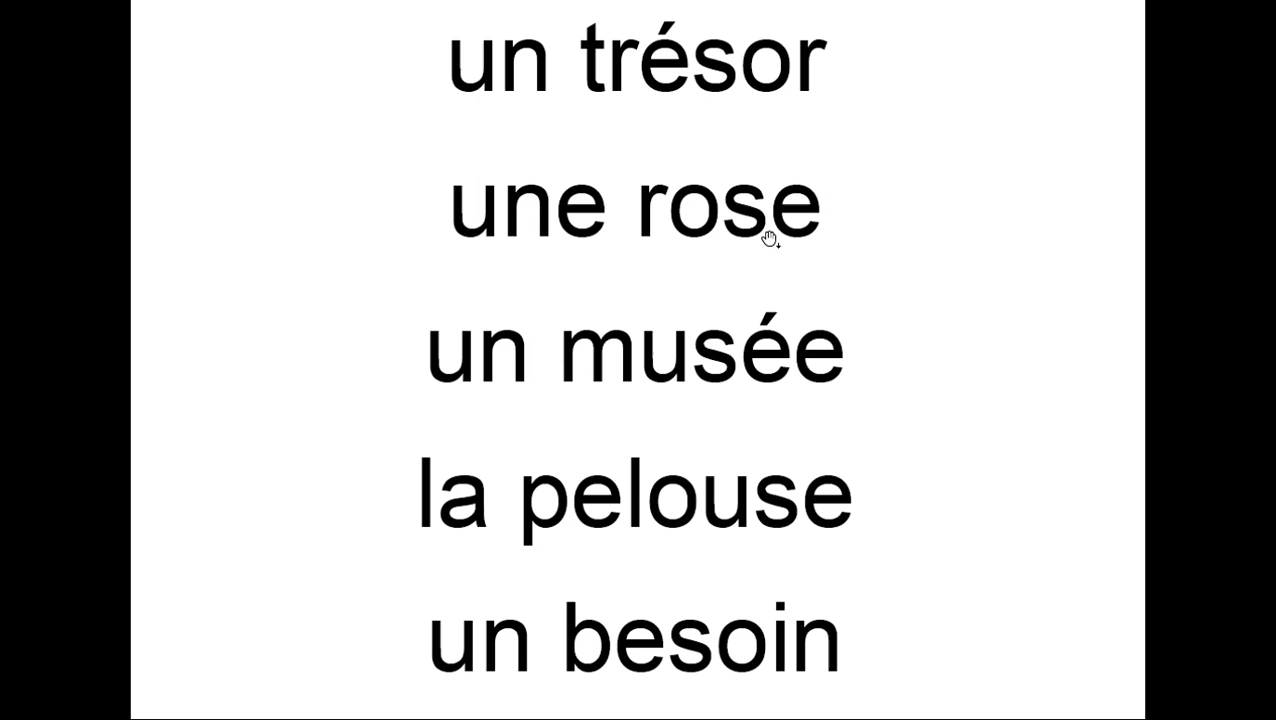 un trésor
une rose
un musée
la pelouse
un besoin